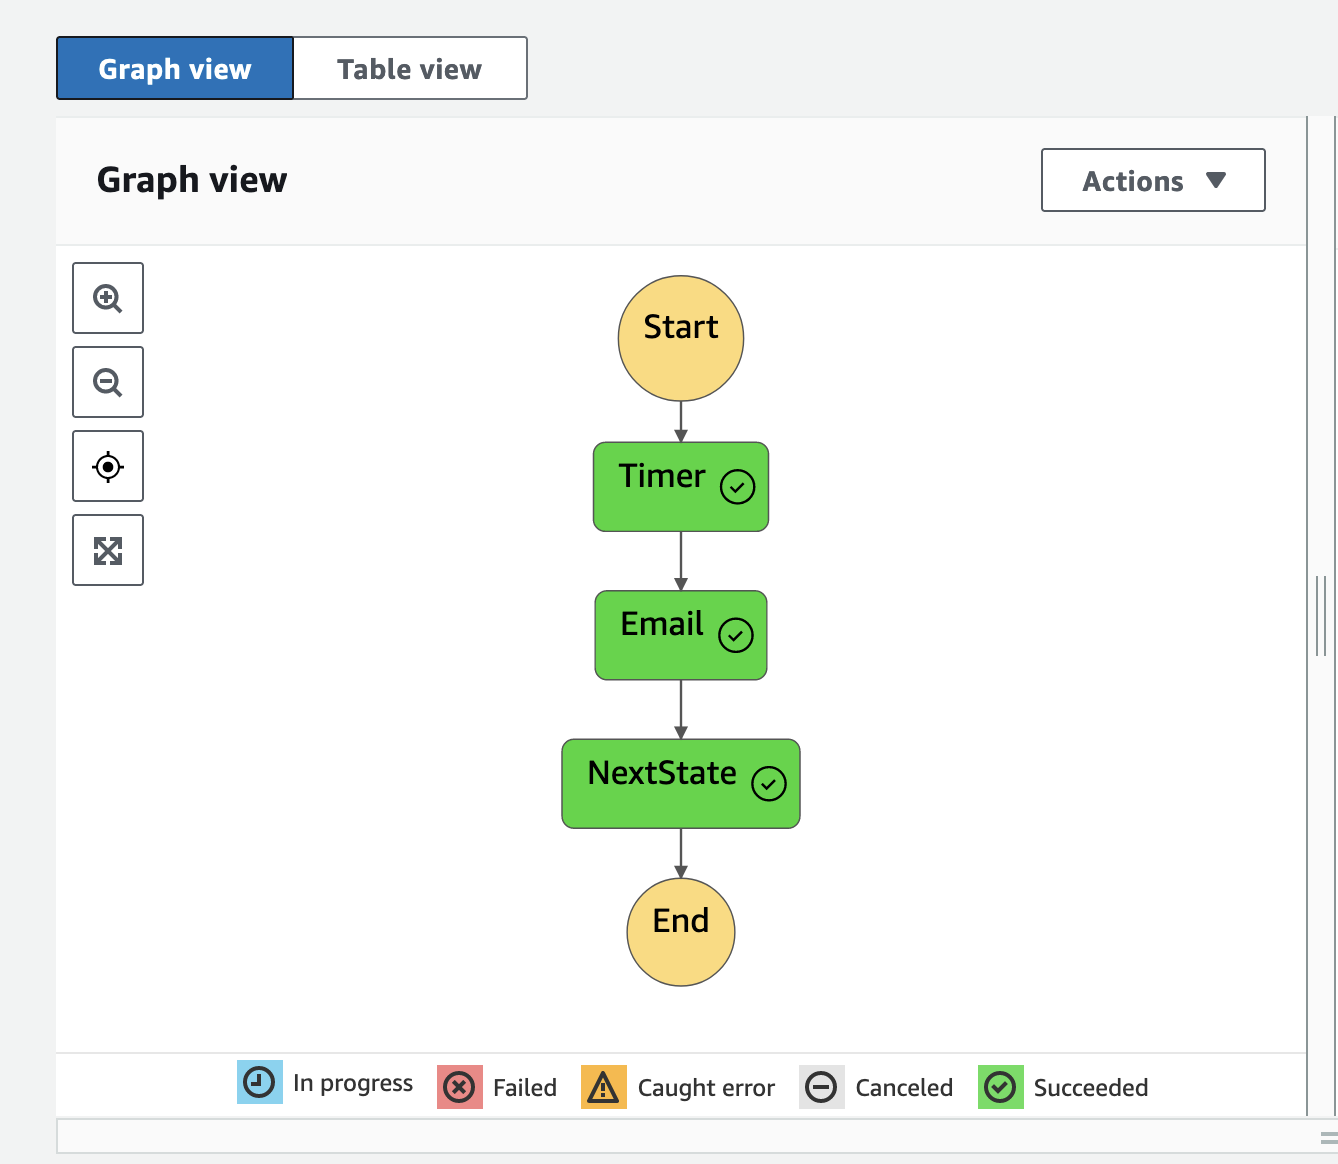 Graph view
Table view
Graph view
Actions
Start
Timer
Email
NextState
End
In progress
Failed
Caught error
Canceled
Succeeded